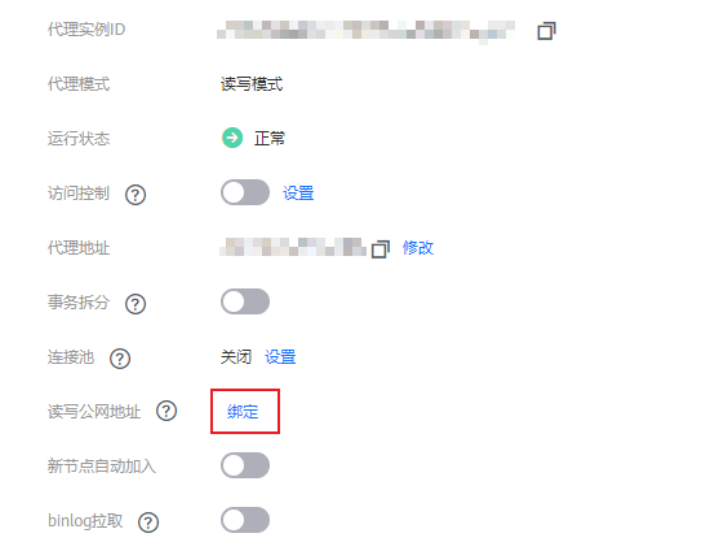 代理实例ID
代理模式 读写模式
运行状态 正常
访问控制 ? 设置
代理地址 修改
事务拆分 ?
连接池 ? 关闭 设置
读写公网地址 ? 绑定
新节点自动加入
binlog拉取 ?